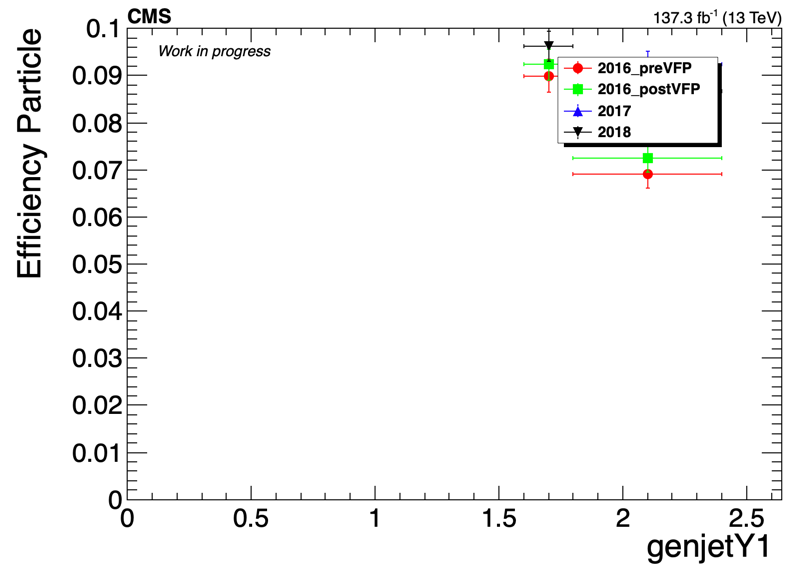 CMS
137.3 fb-1 (13 TeV)
Work in progress
Efficiency Particle
0.1
0.09
0.08
0.07
0.06
0.05
0.04
0.03
0.02
0.01
0
2016_preVFP
2016_postVFP
2017
2018
0 0.5 1 1.5 2 2.5
genjetY1